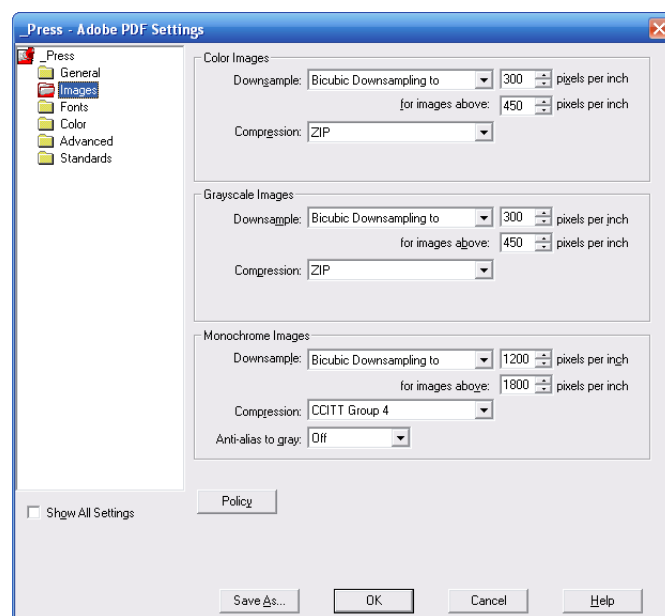 _Press - Adobe PDF Settings
_Press
General
Images
Fonts
Color
Advanced
Standards
Show All Settings
Color Images
Downsample: Bicubic Downsampling to 300 pixels per inch
for images above: 450 pixels per inch
Compression: ZIP
Grayscale Images
Downsample: Bicubic Downsampling to 300 pixels per inch
for images above: 450 pixels per inch
Compression: ZIP
Monochrome Images
Downsample: Bicubic Downsampling to 1200 pixels per inch
for images above: 1800 pixels per inch
Compression: CCITT Group 4
Anti-alias to gray: Off
Policy
Save As... OK Cancel Help